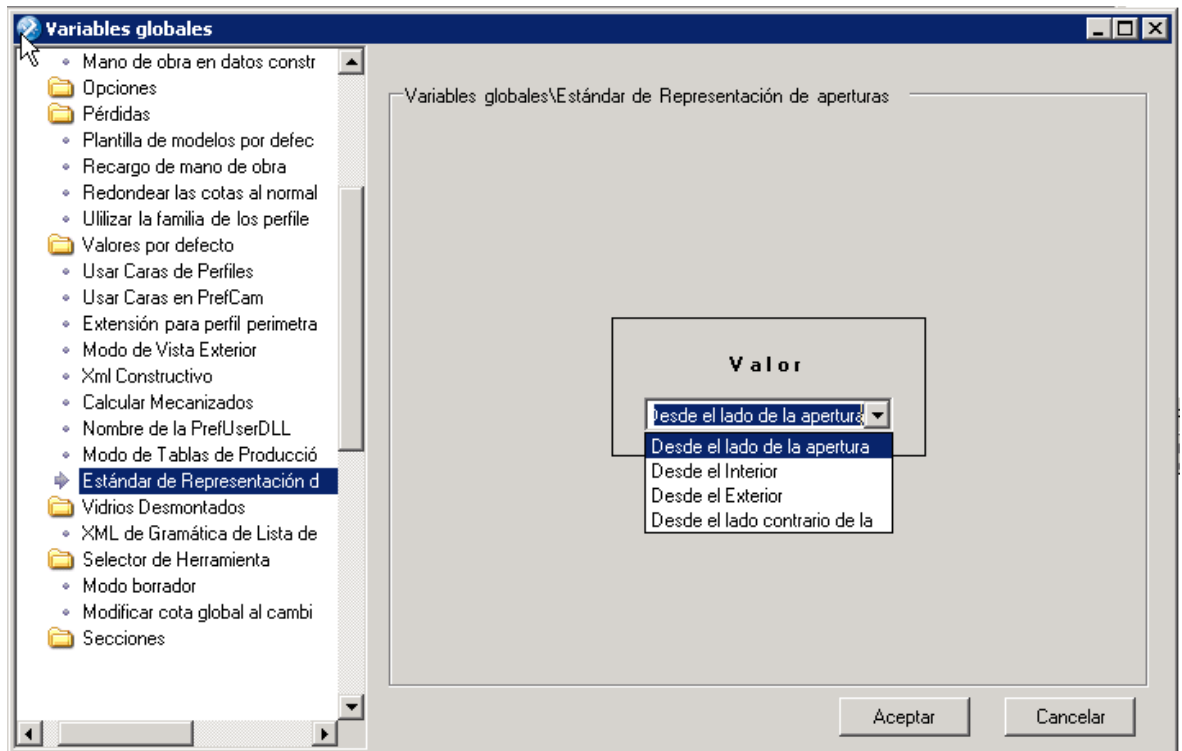 Variables globales
Mano de obra en datos constr
Opciones
Pérdidas
Plantilla de modelos por defec
Recargo de mano de obra
Redondear las cotas al normal
Ulilizar la familia de los perfile
Valores por defecto
Usar Caras de Perfiles
Usar Caras en PrefCam
Extensión para perfil perimetra
Modo de Vista Exterior
Xml Constructivo
Calcular Mecanizados
Nombre de la PrefUserDLL
Modo de Tablas de Producció
Estándar de Representación d
Vidrios Desmontados
XML de Gramática de Lista de
Selector de Herramienta
Modo borrador
Modificar cota global al cambi
Secciones
Variables globales\Estándar de Representación de aperturas
Valor
Desde el lado de la apertura
Desde el lado de la apertura
Desde el Interior
Desde el Exterior
Desde el lado contrario de la
Aceptar
Cancelar